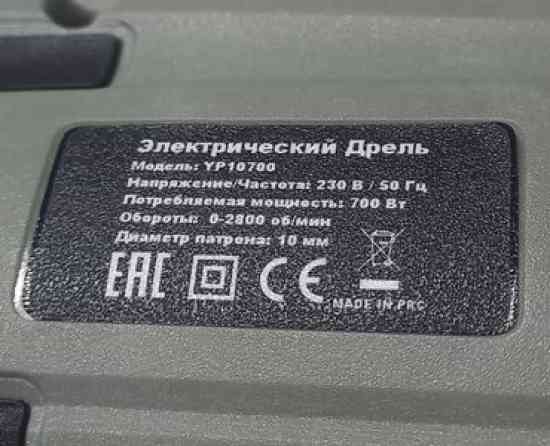 Электрический Дрель
Модель: YP10700
Напряжение/Частота: 230 В / 50 Гц
Потребляемая мощность: 700 Вт
Обороты: 0-2800 об/мин
Диаметр патрона: 10 мм
EAC CE
MADE IN PRC